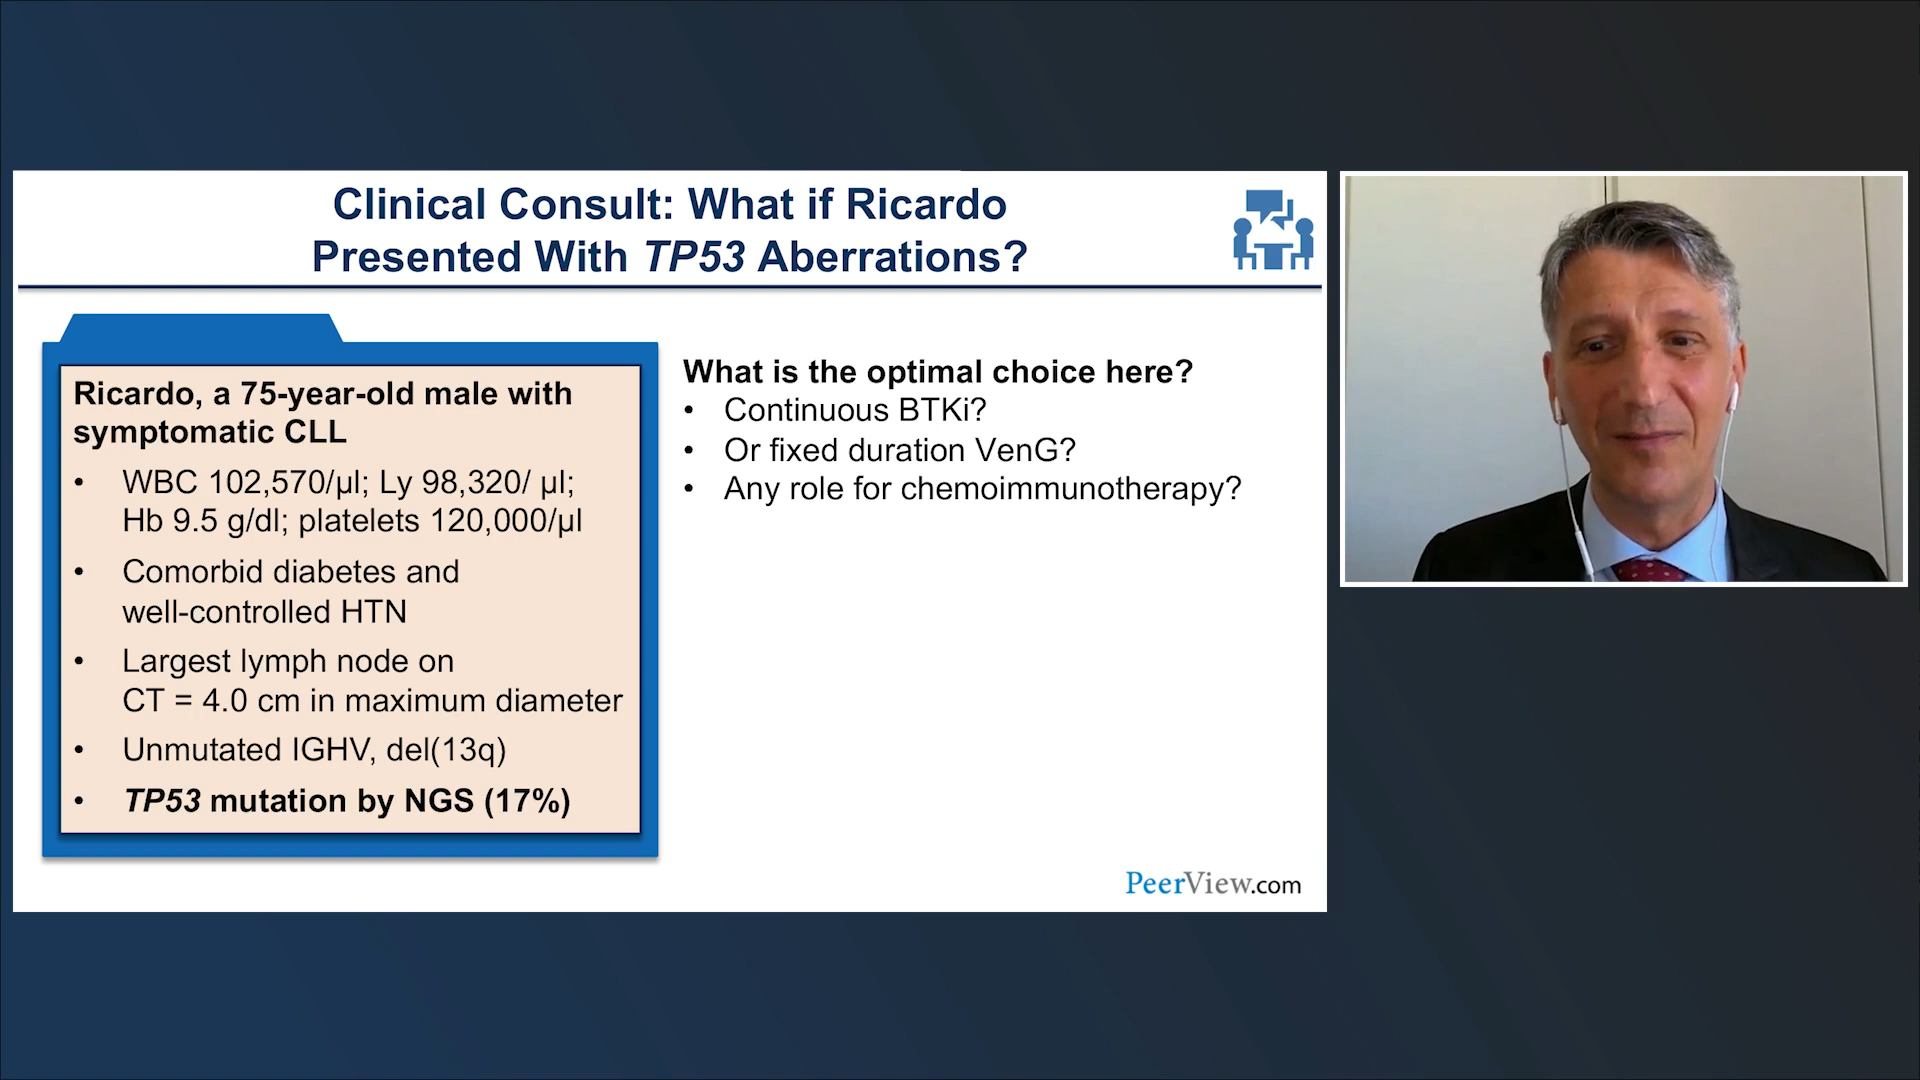 Clinical Consult: What if Ricardo
Presented With TP53 Aberrations?
Ricardo, a 75-year-old male with
symptomatic CLL
• WBC 102,570/µl; Ly 98,320/ µl;
Hb 9.5 g/dl; platelets 120,000/µl
• Comorbid diabetes and
well-controlled HTN
• Largest lymph node on
CT = 4.0 cm in maximum diameter
• Unmutated IGHV, del(13q)
• TP53 mutation by NGS (17%)
What is the optimal choice here?
• Continuous BTKi?
• Or fixed duration VenG?
• Any role for chemoimmunotherapy?
PeerView.com